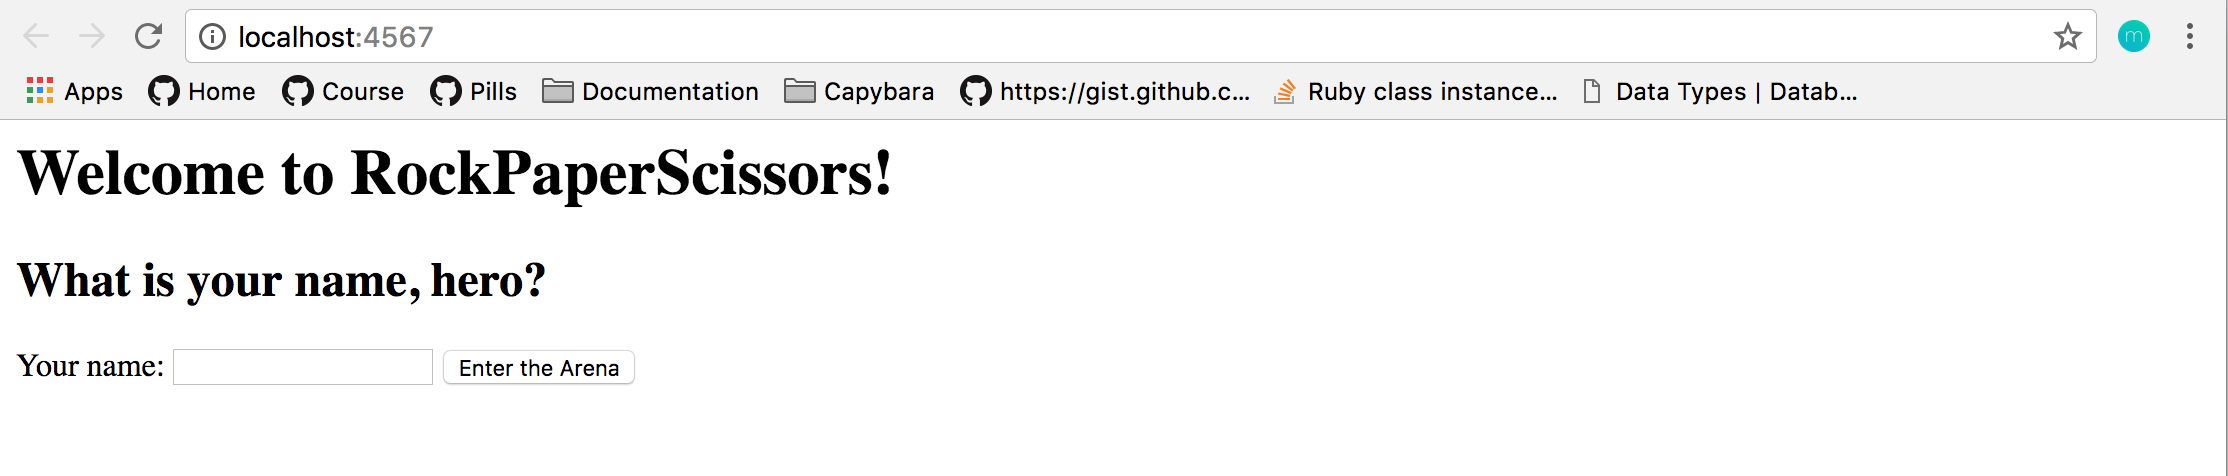 localhost:4567
Apps Home Course Pills Documentation Capybara https://gist.github.c... Ruby class instance... Data Types | Datab...
Welcome to RockPaperScissors!
What is your name, hero?
Your name: Enter the Arena
m